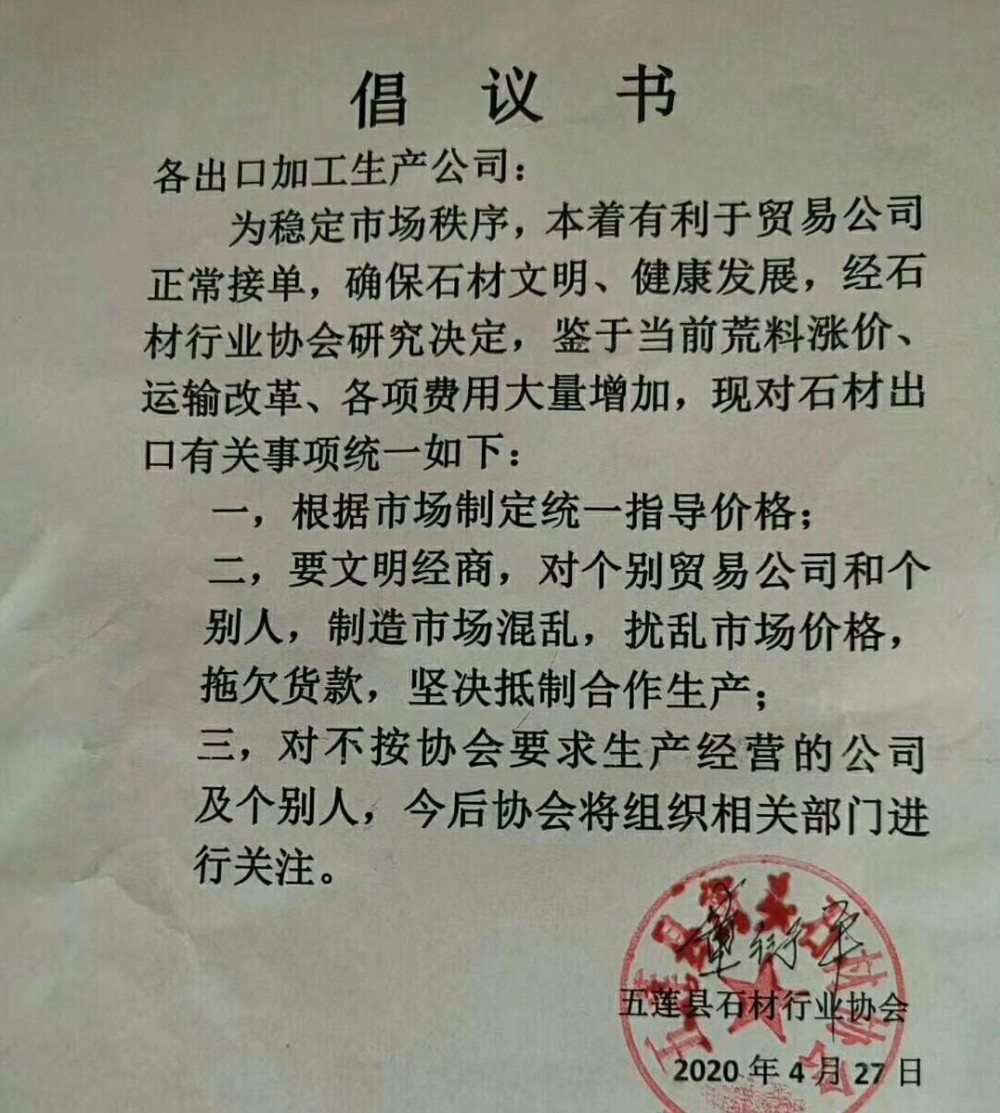 倡议书
各出口加工生产公司：
为稳定市场秩序，本着有利于贸易公司
正常接单，确保石材文明、健康发展，经石
材行业协会研究决定，鉴于当前荒料涨价、
运输改革、各项费用大量增加，现对石材出
口有关事项统一如下：
一，根据市场制定统一指导价格；
二，要文明经商，对个别贸易公司和个
别人，制造市场混乱，扰乱市场价格，
拖欠货款，坚决抵制合作生产；
三，对不按协会要求生产经营的公司
及个别人，今后协会将组织相关部门进
行关注。
五莲县石材行业协会
2020年4月27日